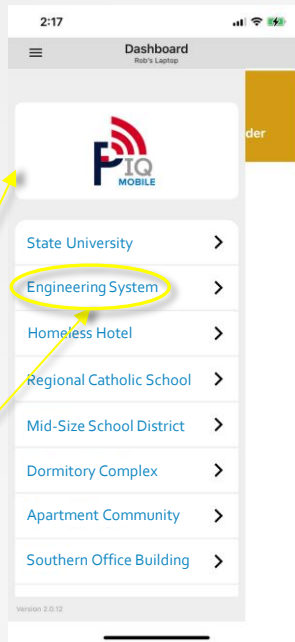 2:17
Dashboard
Rob's Laptop
der
PIQ
MOBILE
State University
Engineering System
Homeless Hotel
Regional Catholic School
Mid-Size School District
Dormitory Complex
Apartment Community
Southern Office Building
Version 2.0.12